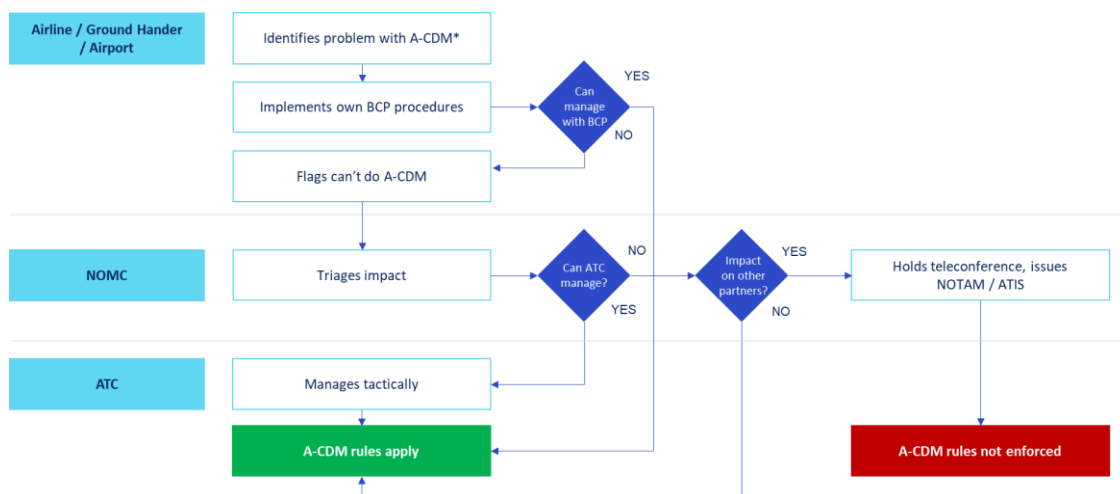 Airline / Ground Hander
/ Airport
Identifies problem with A-CDM*
Implements own BCP procedures
Can
manage
with BCP
YES
NO
Flags can't do A-CDM
NOMC
Triages impact
Can ATC
manage?
NO
YES
Impact
on other
partners?
YES
NO
Holds teleconference, issues
NOTAM / ATIS
ATC
Manages tactically
A-CDM rules apply
A-CDM rules not enforced